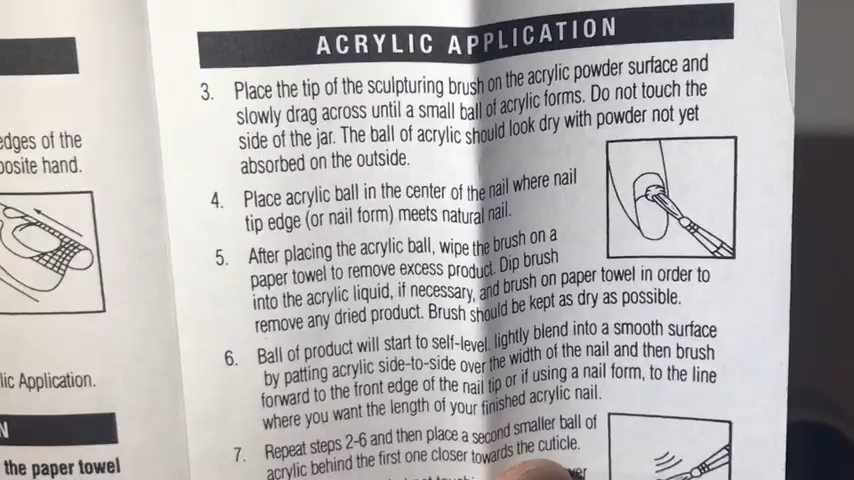 edges of the
posite hand.
lic Application.
N
the paper towel
ACRYLIC APPLICATION
3. Place the tip of the sculpturing brush on the acrylic powder surface and
slowly drag across until a small ball of acrylic forms. Do not touch the
side of the jar. The ball of acrylic should look dry with powder not yet
absorbed on the outside.
4. Place acrylic ball in the center of the nail where nail
tip edge (or nail form) meets natural nail.
5. After placing the acrylic ball, wipe the brush on a
paper towel to remove excess product. Dip brush
into the acrylic liquid, if necessary, and brush on paper towel in order to
remove any dried product. Brush should be kept as dry as possible.
6. Ball of product will start to self-level, lightly blend into a smooth surface
by patting acrylic side-to-side over the width of the nail and then brush
forward to the front edge of the nail tip or if using a nail form, to the line
where you want the length of your finished acrylic nail.
7. Repeat steps 2-6 and then place a second smaller ball of
acrylic behind the first one closer towards the cuticle.